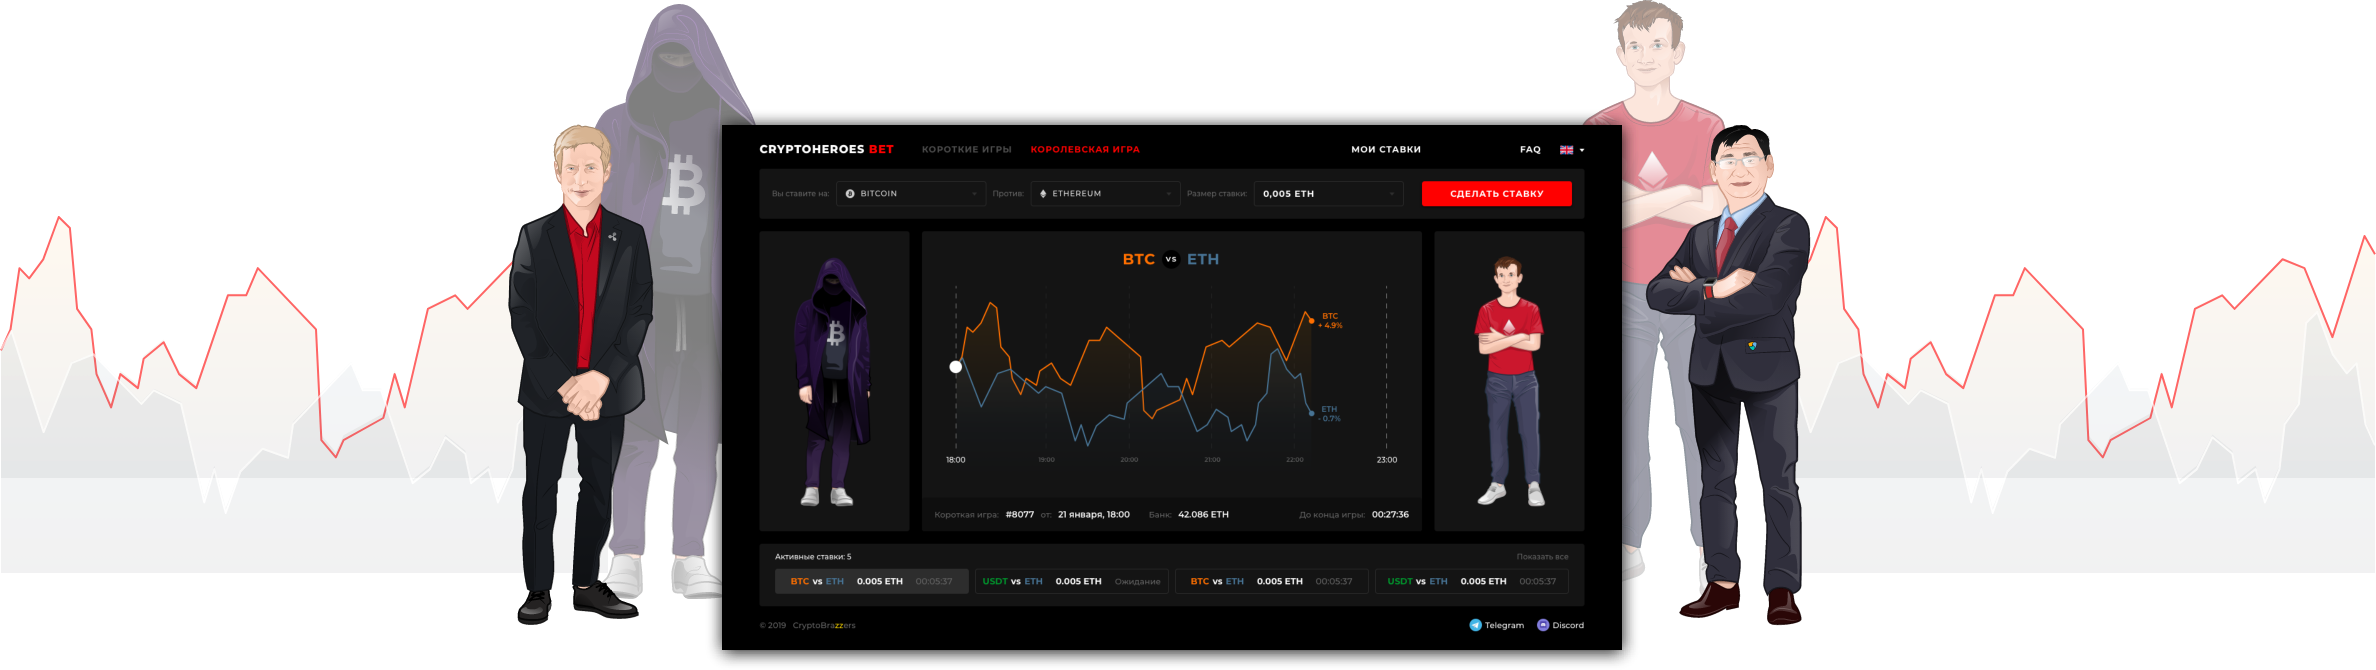 CRYPTOHEROES BET КОРОТКИЕ ИГРЫ КОРОЛЕВСКАЯ ИГРА МОИ СТАВКИ FAQ
Вы ставите на: BITCOIN Против: ETHEREUM Размер ставки: 0,005 ETH СДЕЛАТЬ СТАВКУ
BTC VS ETH
BTC
+ 4.9%
ETH
- 0.7%
18:00 19:00 20:00 21:00 22:00 23:00
Короткая игра: #8077 от: 21 января, 18:00 Банк: 42.086 ETH До конца игры: 00:27:36
Активные ставки: 5 Показать все
BTC vs ETH 0.005 ETH 00:05:37 USDT vs ETH 0.005 ETH Ожидание BTC vs ETH 0.005 ETH 00:05:37 USDT vs ETH 0.005 ETH 00:05:37
© 2019 CryptoBrazzers Telegram Discord